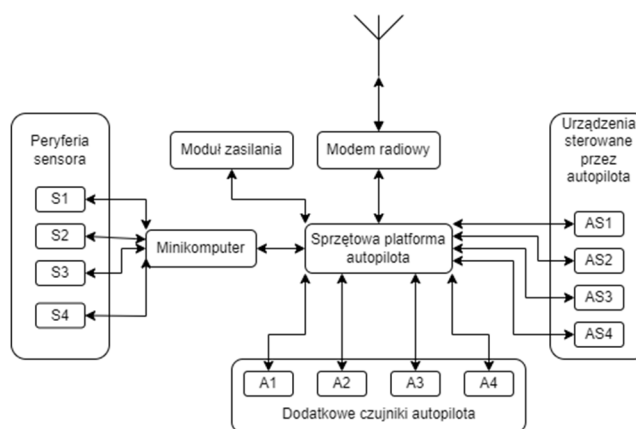 Peryferia
sensora
S1
S2
S3
S4
Moduł zasilania
Modem radiowy
Minikomputer
Sprzętowa platforma
autopilota
Urządzenia
sterowane
przez
autopilota
AS1
AS2
AS3
AS4
A1
A2
A3
A4
Dodatkowe czujniki autopilota